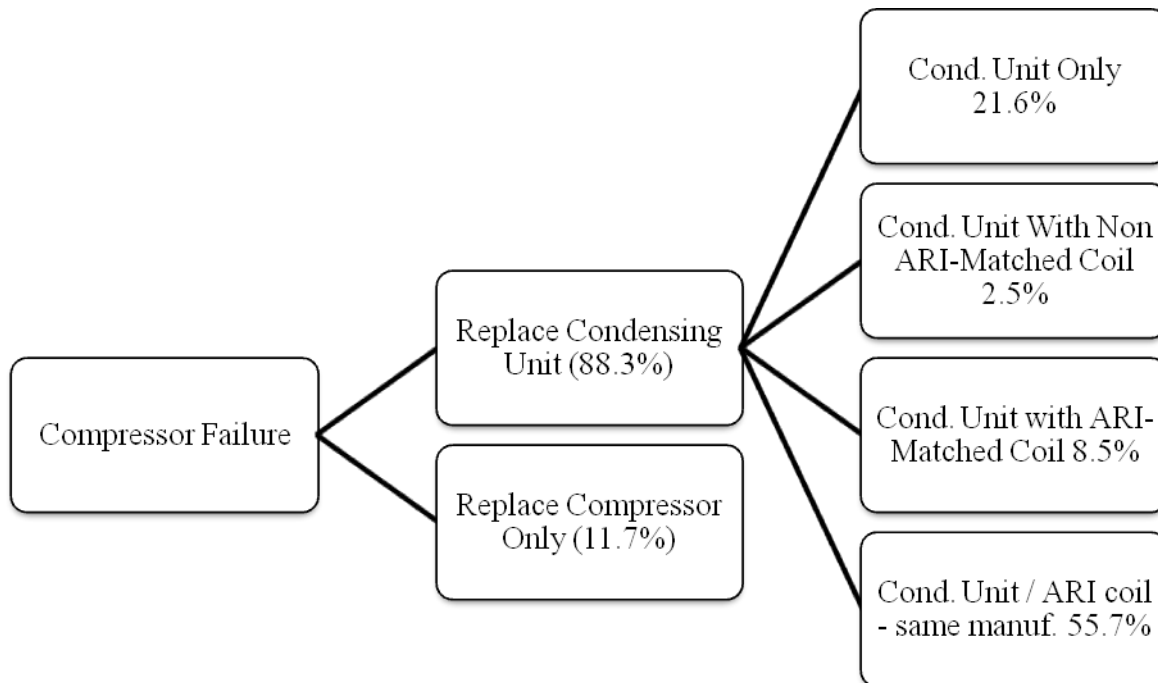 Compressor Failure
Replace Condensing
Unit (88.3%)
Replace Compressor
Only (11.7%)
Cond. Unit Only
21.6%
Cond. Unit With Non
ARI-Matched Coil
2.5%
Cond. Unit with ARI-
Matched Coil 8.5%
Cond. Unit / ARI coil
- same manuf. 55.7%